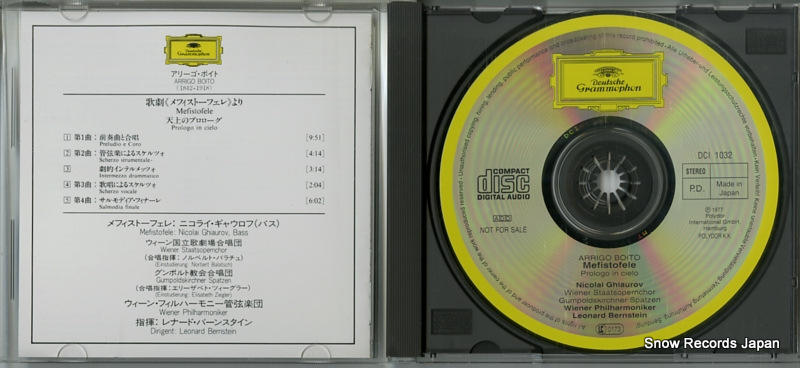 Deutsche
Grammophon
アリーゴ・ボイト
ARRIGO BOITO
(1842-1918)
歌劇《メフィストーフェレ》より
Mefistofele
天上のプロローグ
Prologo in cielo
1 第1曲：前奏曲と合唱 [9:51]
Preludio e Coro
2 第2曲：管弦楽によるスケルツォ [4:14]
Scherzo strumentale-
3 劇的インテルメッツォ [3:14]
Intermezzo drammatico
4 第3曲：歌唱によるスケルツォ [2:04]
Scherzo vocale
5 第4曲：サルモディア・フィナーレ [6:02]
Salmodia finale
メフィストーフェレ：ニコライ・ギャウロフ(バス)
Mefistofele: Nicolai Ghiaurov, Bass
ウィーン国立歌劇場合唱団
Wiener Staatsopernchor
(合唱指揮：ノルベルト・バラチュ)
(Einstudierung: Norbert Balatsch)
グンポルト教会合唱団
Gumpoldskirchner Spatzen
(合唱指揮：エリーザベト・ツィーグラー)
(Einstudierung: Elisabeth Ziegler)
ウィーン・フィルハーモニー管弦楽団
Wiener Philharmoniker
指揮：レナード・バーンスタイン
Dirigent: Leonard Bernstein
Deutsche
Grammophon
COMPACT
disc
DIGITAL AUDIO
ADD
NOT FOR SALE
DCI 1032
STEREO
P.D. Made in
Japan
℗ 1977
Polydor
International GmbH,
Hamburg
POLYDOR K.K.
ARRIGO BOITO
Mefistofele
Prologo in cielo
Nicolai Ghiaurov
Wiener Staatsopernchor
Gumpoldskirchner Spatzen
Wiener Philharmoniker
Leonard Bernstein
Snow Records Japan